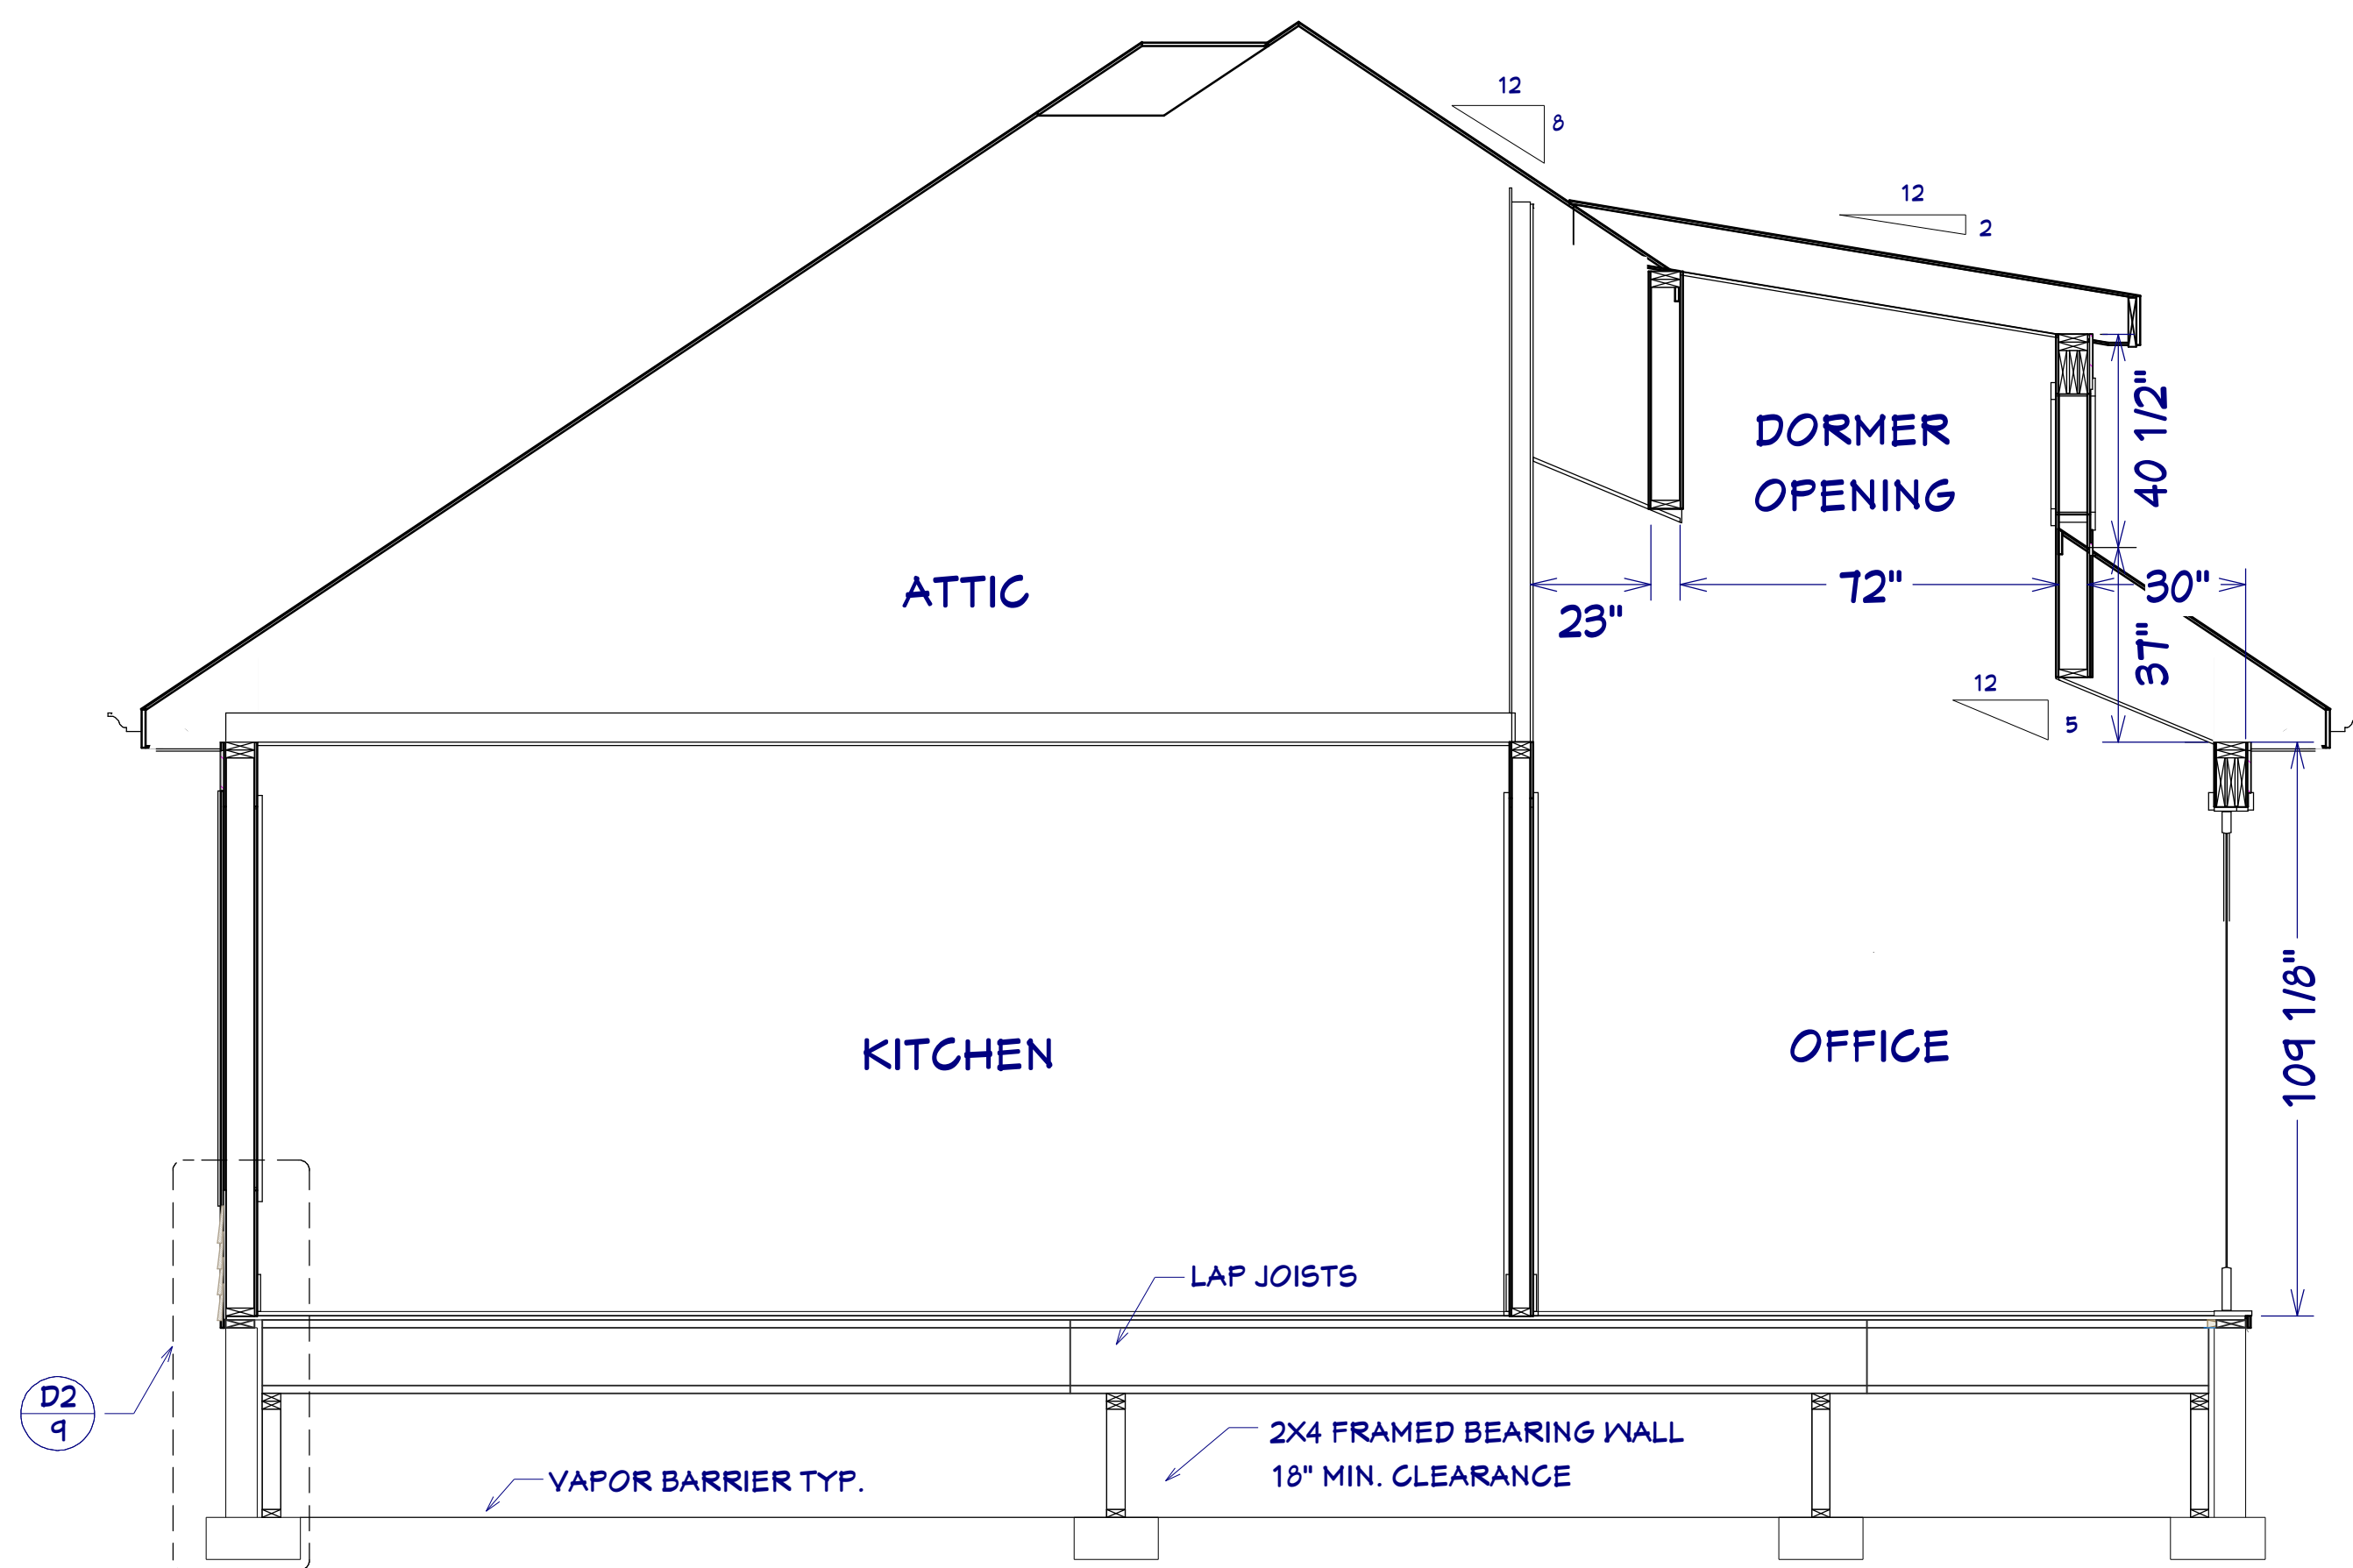 12
8
12
2
DORMER
OPENING
40 1/2"
ATTIC
23"
72"
30"
37"
12
5
KITCHEN
OFFICE
109 1/8"
LAP JOISTS
D2
9
2X4 FRAMED BEARING WALL
18" MIN. CLEARANCE
VAPOR BARRIER TYP.